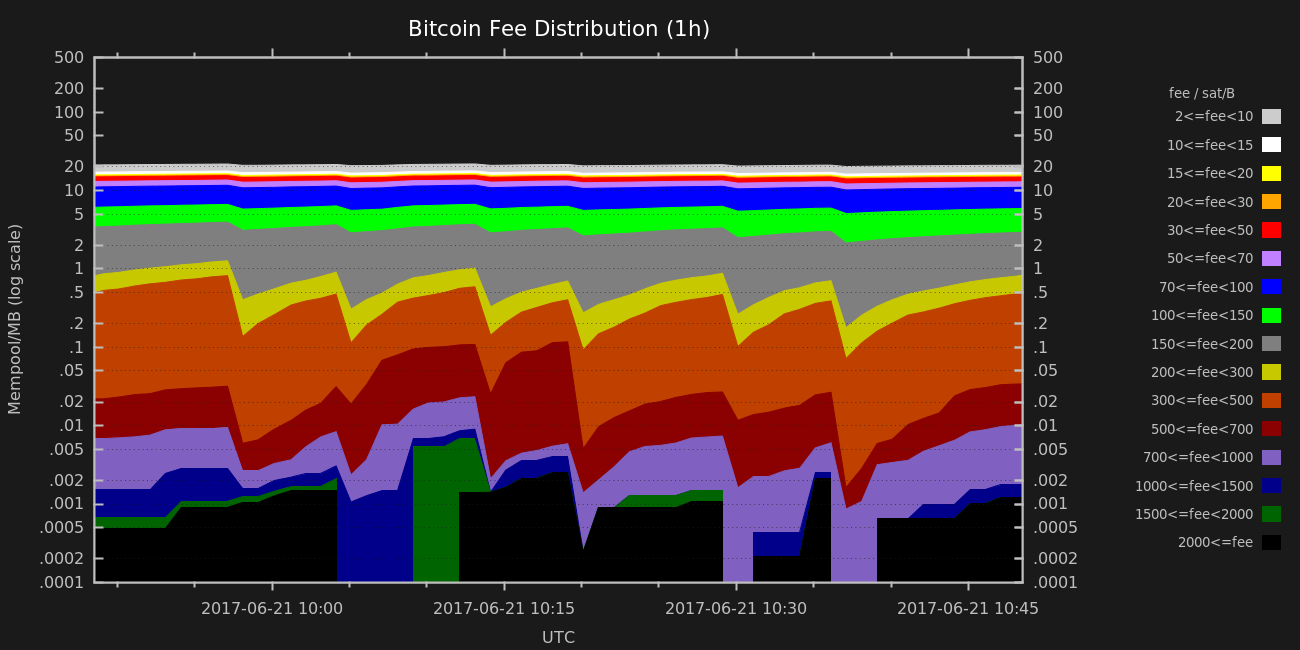 Bitcoin Fee Distribution (1h)
500
200
100
50
20
10
5
2
1
.5
.2
.1
.05
.02
.01
.005
.002
.001
.0005
.0002
.0001
Mempool/MB (log scale)
500
200
100
50
20
10
5
2
1
.5
.2
.1
.05
.02
.01
.005
.002
.001
.0005
.0002
.0001
2017-06-21 10:00 2017-06-21 10:15 2017-06-21 10:30 2017-06-21 10:45
UTC
fee / sat/B
2<=fee<10
10<=fee<15
15<=fee<20
20<=fee<30
30<=fee<50
50<=fee<70
70<=fee<100
100<=fee<150
150<=fee<200
200<=fee<300
300<=fee<500
500<=fee<700
700<=fee<1000
1000<=fee<1500
1500<=fee<2000
2000<=fee